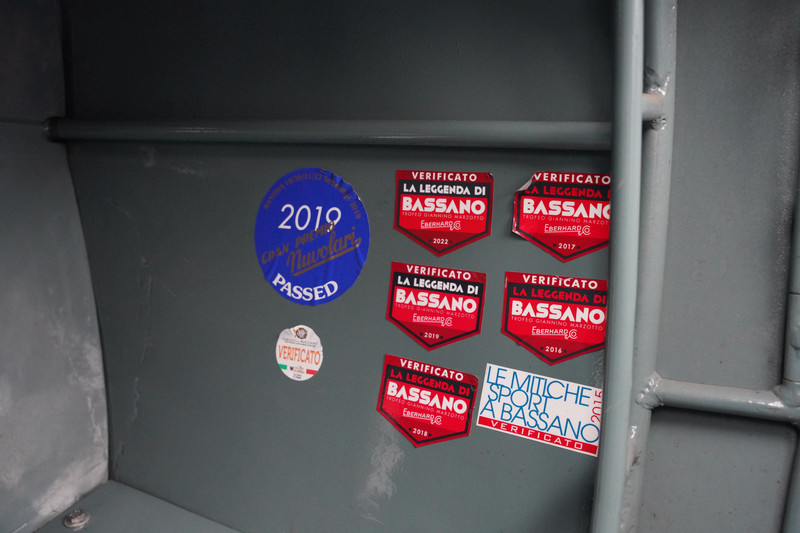 2019
GRAN PREMIO
Nuvolari
PASSED
VERIFICATO
VERIFICATO
LA LEGGENDA DI
BASSANO
TROFEO GIANNINO MARZOTTO
EBERHARD & CO
2022
VERIFICATO
LA LEGGENDA DI
BASSANO
TROFEO GIANNINO MARZOTTO
EBERHARD & CO
2017
VERIFICATO
LA LEGGENDA DI
BASSANO
TROFEO GIANNINO MARZOTTO
EBERHARD & CO
2019
VERIFICATO
LA LEGGENDA DI
BASSANO
TROFEO GIANNINO MARZOTTO
EBERHARD & CO
2016
VERIFICATO
LA LEGGENDA DI
BASSANO
TROFEO GIANNINO MARZOTTO
EBERHARD & CO
2018
LE MITICHE
SPORT
A BASSANO
2015
VERIFICATO